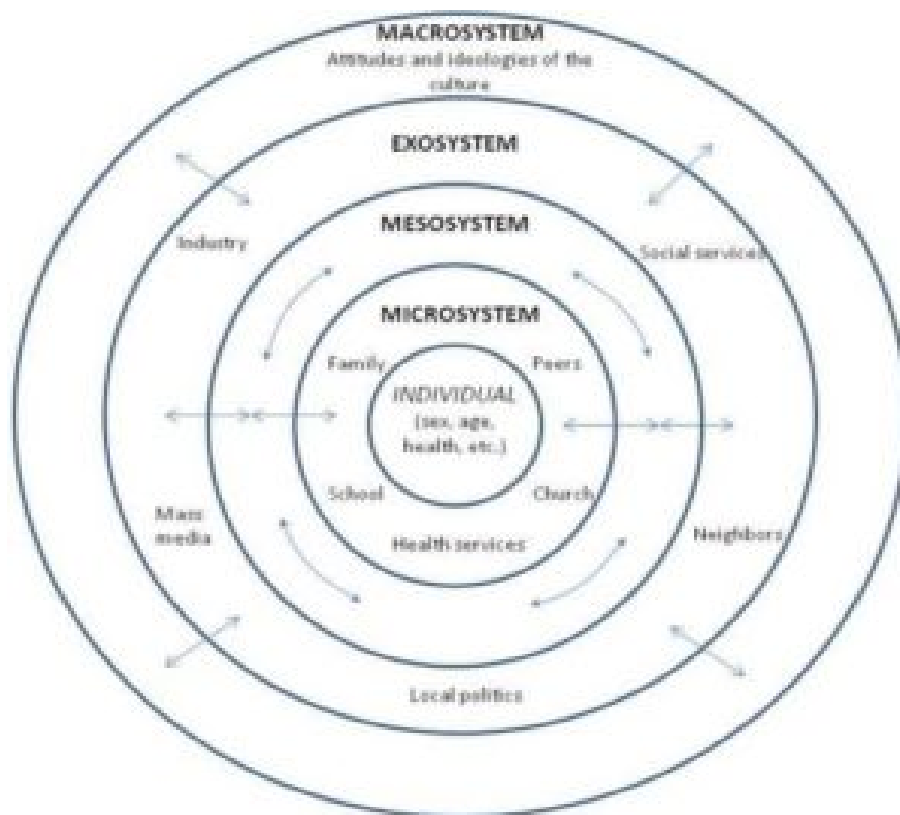 MACROSYSTEM
Attitudes and ideologies of the
culture
EXOSYSTEM
MESOSYSTEM
Industry
Social services
MICROSYSTEM
Family
Peers
INDIVIDUAL
(sex, age,
health, etc.)
School
Church
Mass
media
Health services
Neighbors
Local politics